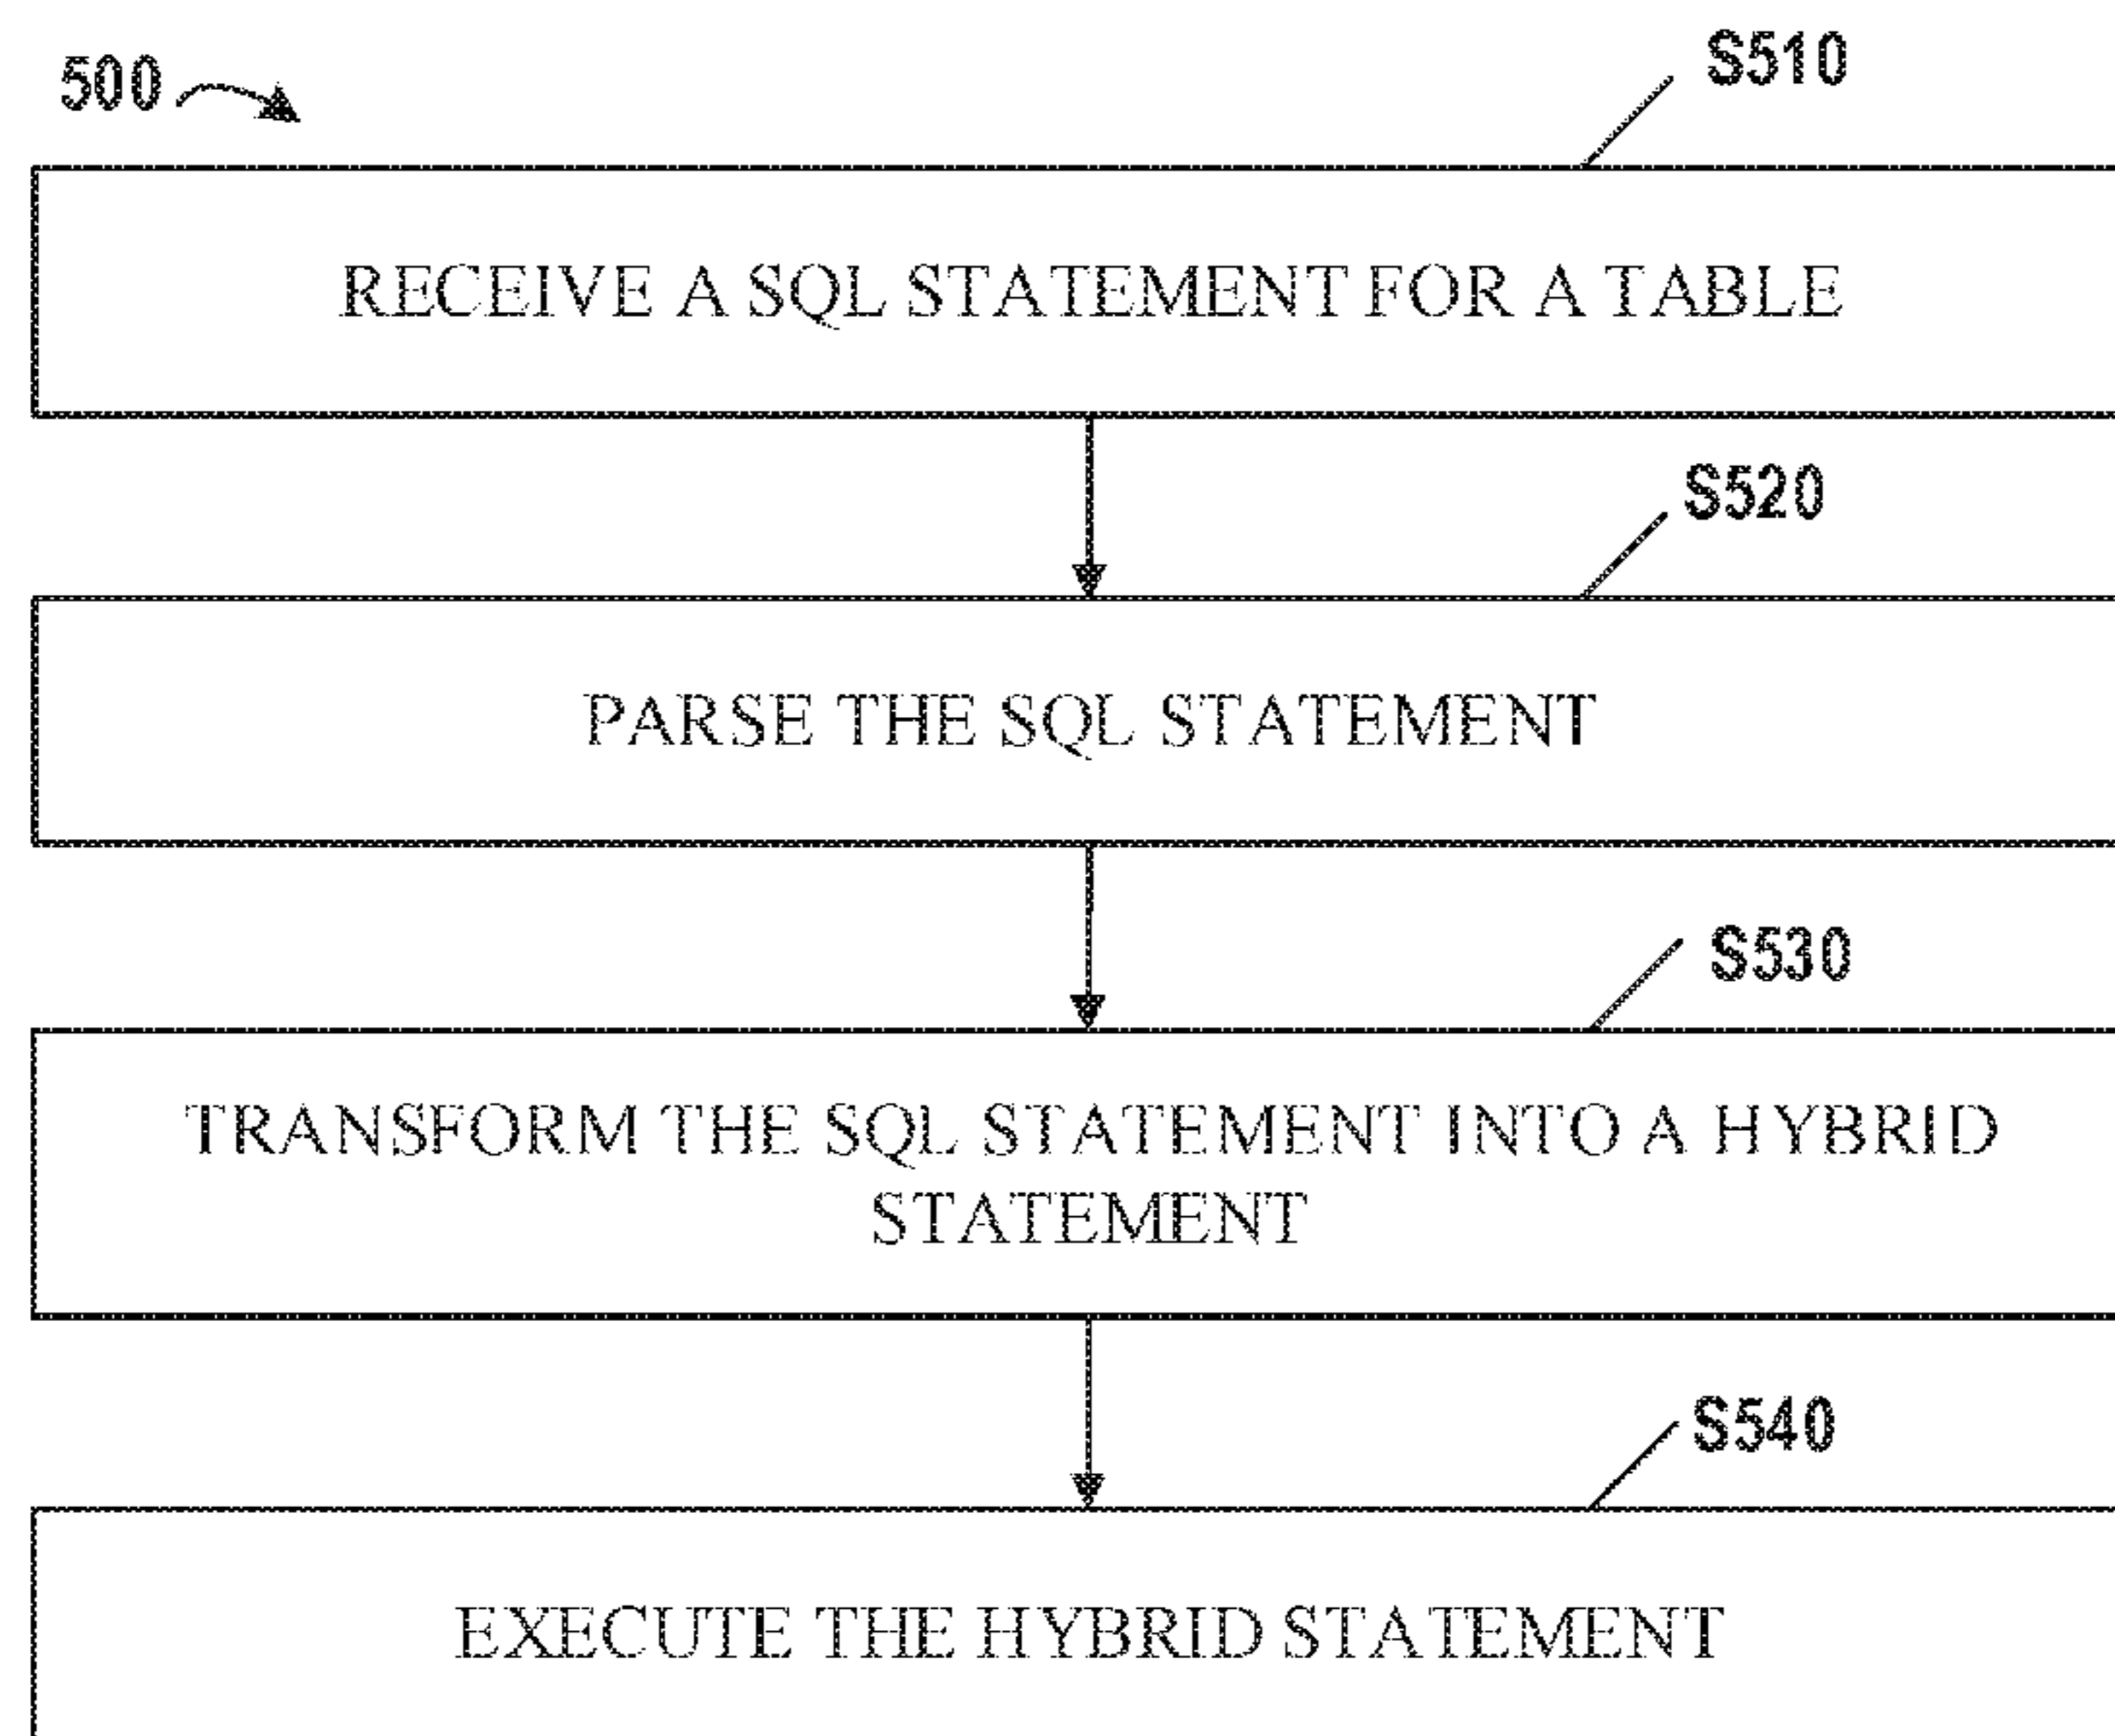 500
S510
RECEIVE A SQL STATEMENT FOR A TABLE
S520
PARSE THE SQL STATEMENT
S530
TRANSFORM THE SQL STATEMENT INTO A HYBRID
STATEMENT
S540
EXECUTE THE HYBRID STATEMENT